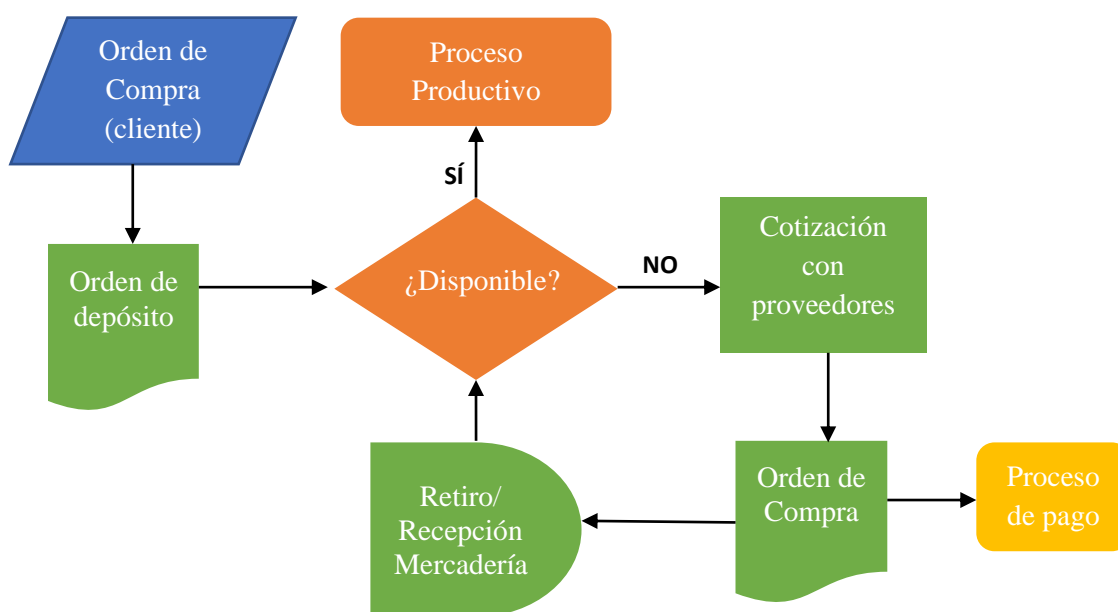 Orden de
Compra
(cliente)
Proceso
Productivo
SÍ
Orden de
depósito
¿Disponible?
NO
Cotización
con
proveedores
Retiro/
Recepción
Mercadería
Orden de
Compra
Proceso
de pago